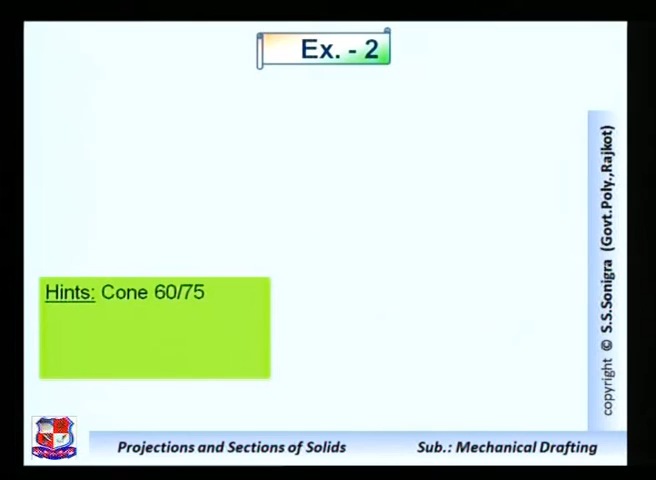 Ex. - 2
Hints: Cone 60/75
copyright © S.S.Sonigra (Govt.Poly.,Rajkot)
Projections and Sections of Solids
Sub.: Mechanical Drafting